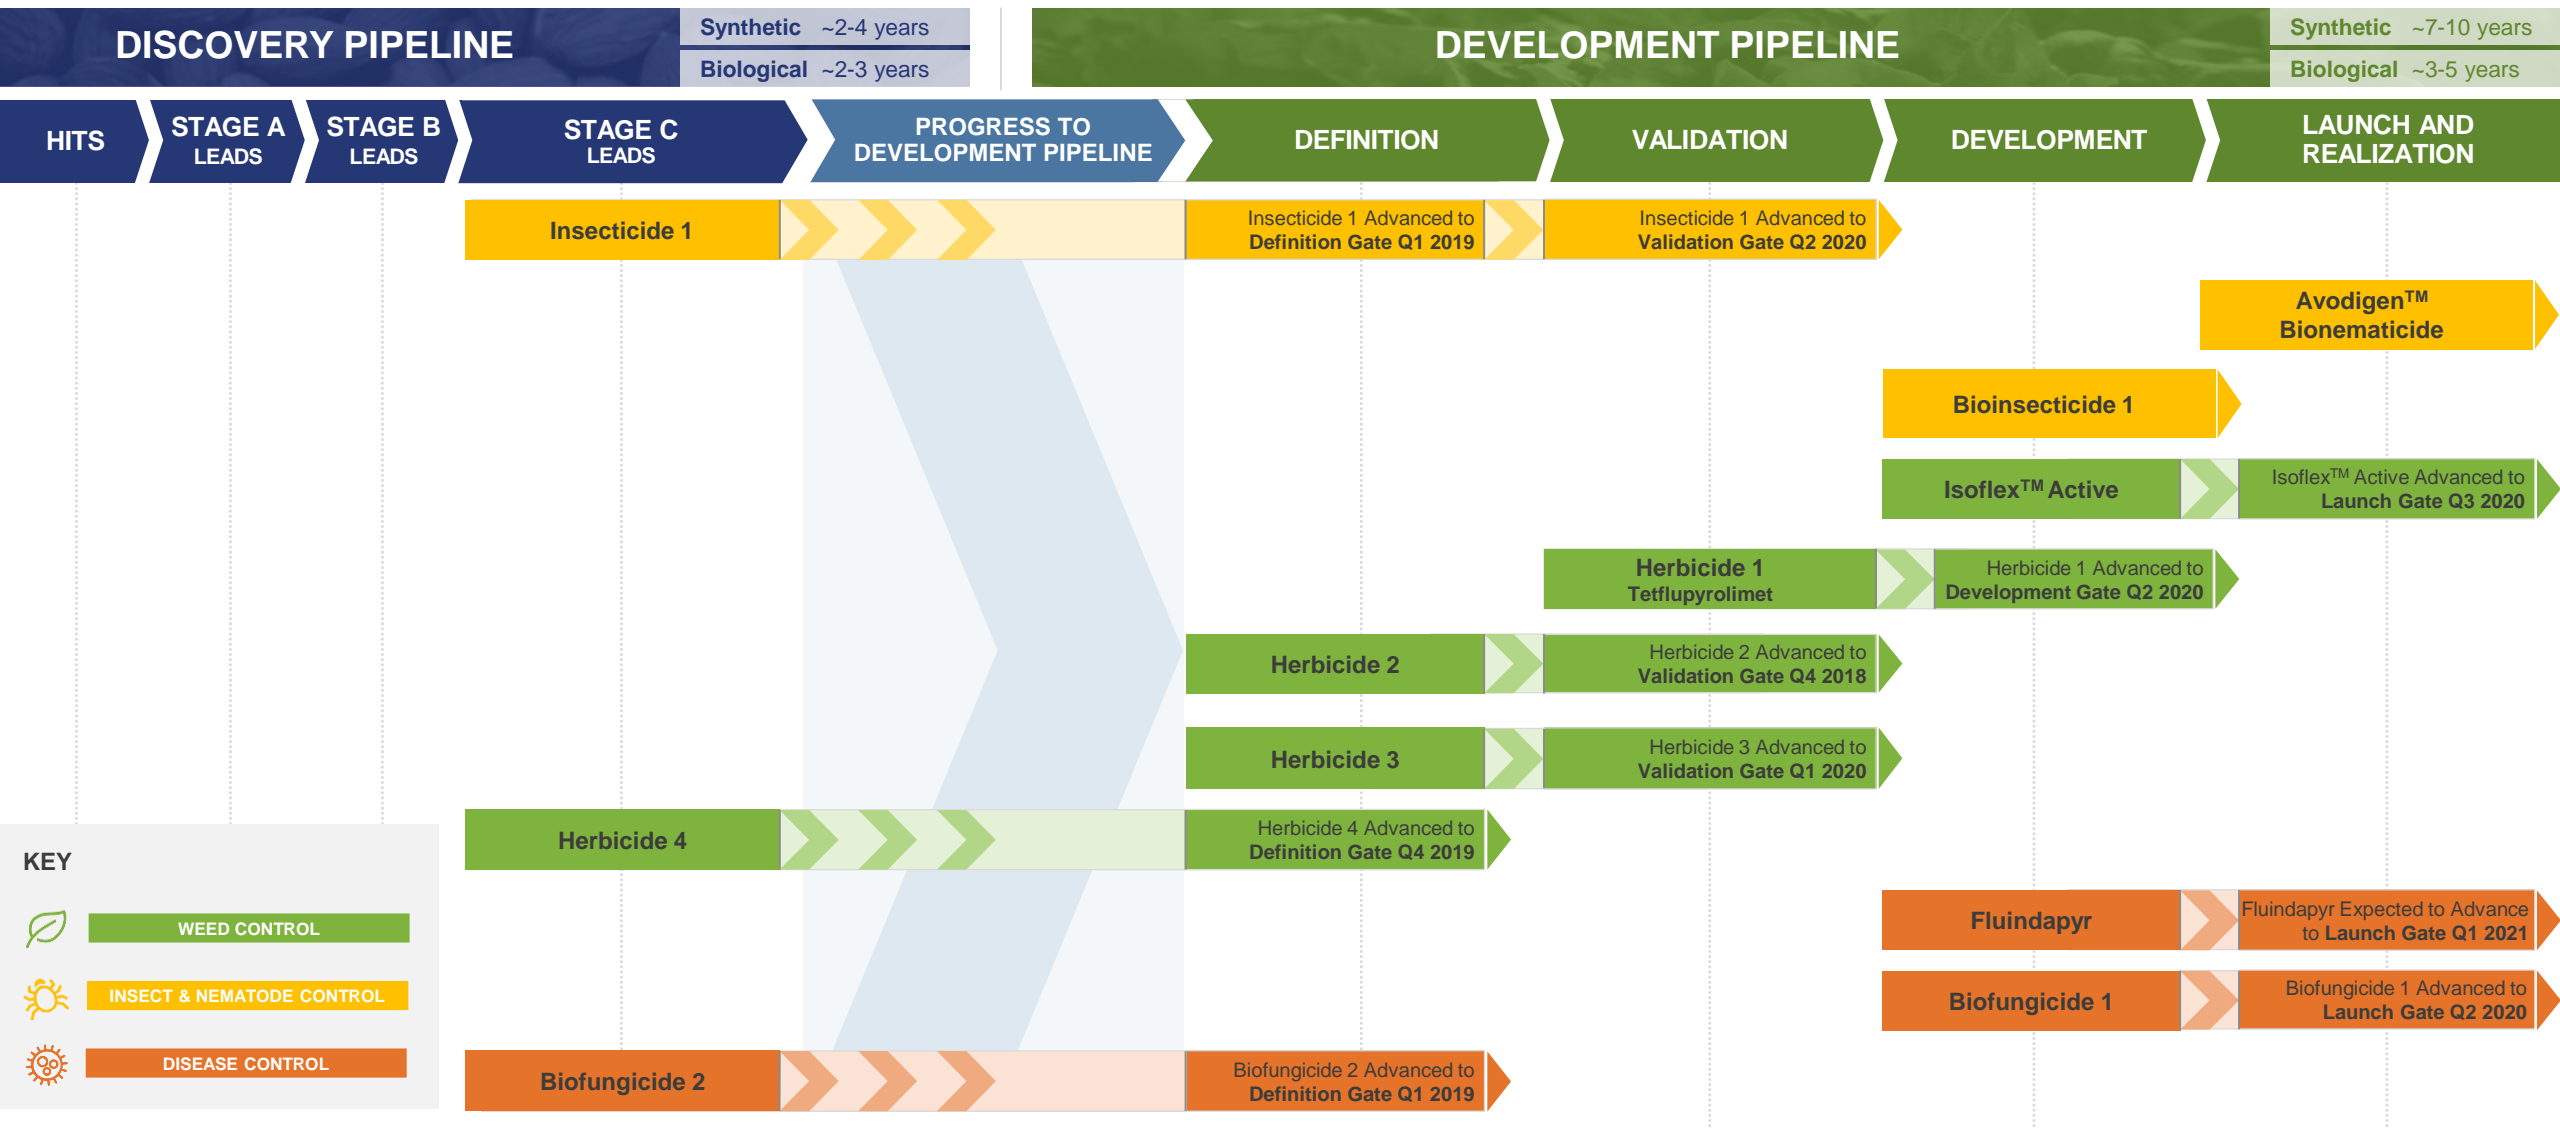 DISCOVERY PIPELINE
Synthetic ~2-4 years
Biological ~2-3 years
DEVELOPMENT PIPELINE
Synthetic ~7-10 years
Biological ~3-5 years
HITS
STAGE A
LEADS
STAGE B
LEADS
STAGE C
LEADS
PROGRESS TO
DEVELOPMENT PIPELINE
DEFINITION
VALIDATION
DEVELOPMENT
LAUNCH AND
REALIZATION
Insecticide 1
Insecticide 1 Advanced to
Definition Gate Q1 2019
Insecticide 1 Advanced to
Validation Gate Q2 2020
Avodigen™
Bionematicide
Bioinsecticide 1
Isoflex™ Active
Isoflex™ Active Advanced to
Launch Gate Q3 2020
Herbicide 1
Tetflupyrolimet
Herbicide 1 Advanced to
Development Gate Q2 2020
Herbicide 2
Herbicide 2 Advanced to
Validation Gate Q4 2018
Herbicide 3
Herbicide 3 Advanced to
Validation Gate Q1 2020
Herbicide 4
Herbicide 4 Advanced to
Definition Gate Q4 2019
Fluindapyr
Fluindapyr Expected to Advance
to Launch Gate Q1 2021
Biofungicide 1
Biofungicide 1 Advanced to
Launch Gate Q2 2020
Biofungicide 2
Biofungicide 2 Advanced to
Definition Gate Q1 2019
KEY
WEED CONTROL
INSECT & NEMATODE CONTROL
DISEASE CONTROL